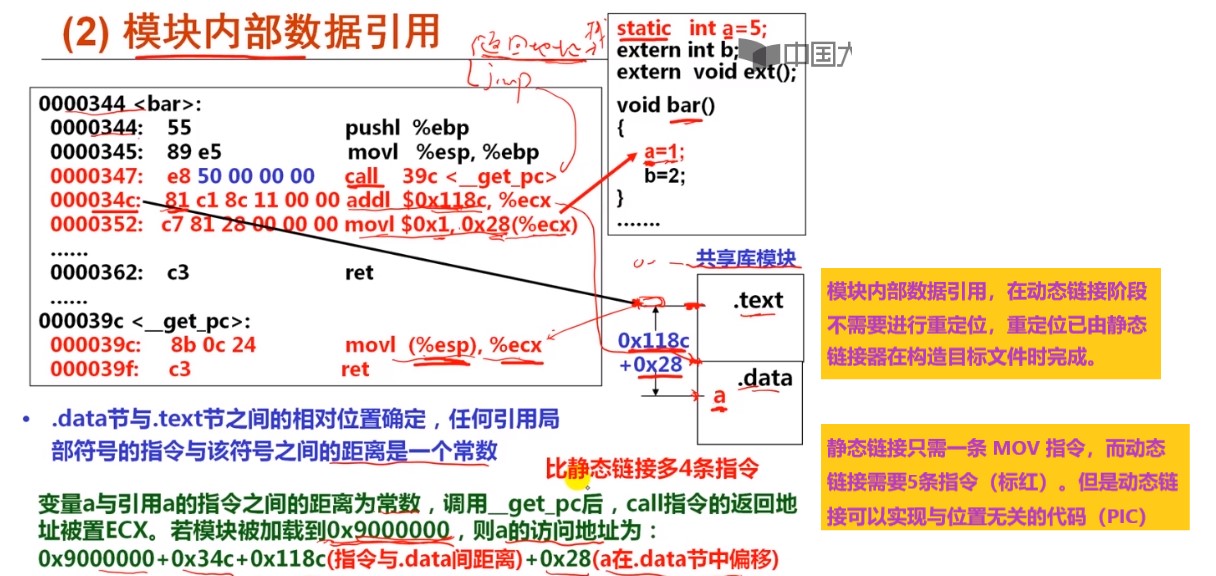 (2) 模块内部数据引用
返回地址
jmp
static int a=5;
extern int b;
extern void ext();
void bar()
{
a=1;
b=2;
}
.......
中国大
0000344 <bar>:
0000344: 55 pushl %ebp
0000345: 89 e5 movl %esp, %ebp
0000347: e8 50 00 00 00 call 39c <__get_pc>
000034c: 81 c1 8c 11 00 00 addl $0x118c, %ecx
0000352: c7 81 28 00 00 00 00 movl $0x1, 0x28(%ecx)
......
0000362: c3 ret
......
000039c <__get_pc>:
000039c: 8b 0c 24 movl (%esp), %ecx
000039f: c3 ret
共享库模块
.text
0x118c
+0x28
.data
a
模块内部数据引用，在动态链接阶段
不需要进行重定位，重定位已由静态
链接器在构造目标文件时完成。
• .data节与.text节之间的相对位置确定，任何引用局
部符号的指令与该符号之间的距离是一个常数
比静态链接多4条指令
静态链接只需一条 MOV 指令，而动态
链接需要5条指令（标红）。但是动态链
接可以实现与位置无关的代码（PIC）
变量a与引用a的指令之间的距离为常数，调用__get_pc后，call指令的返回地
址被置ECX。若模块被加载到0x9000000，则a的访问地址为：
0x9000000+0x34c+0x118c(指令与.data间距离)+0x28(a在.data节中偏移)